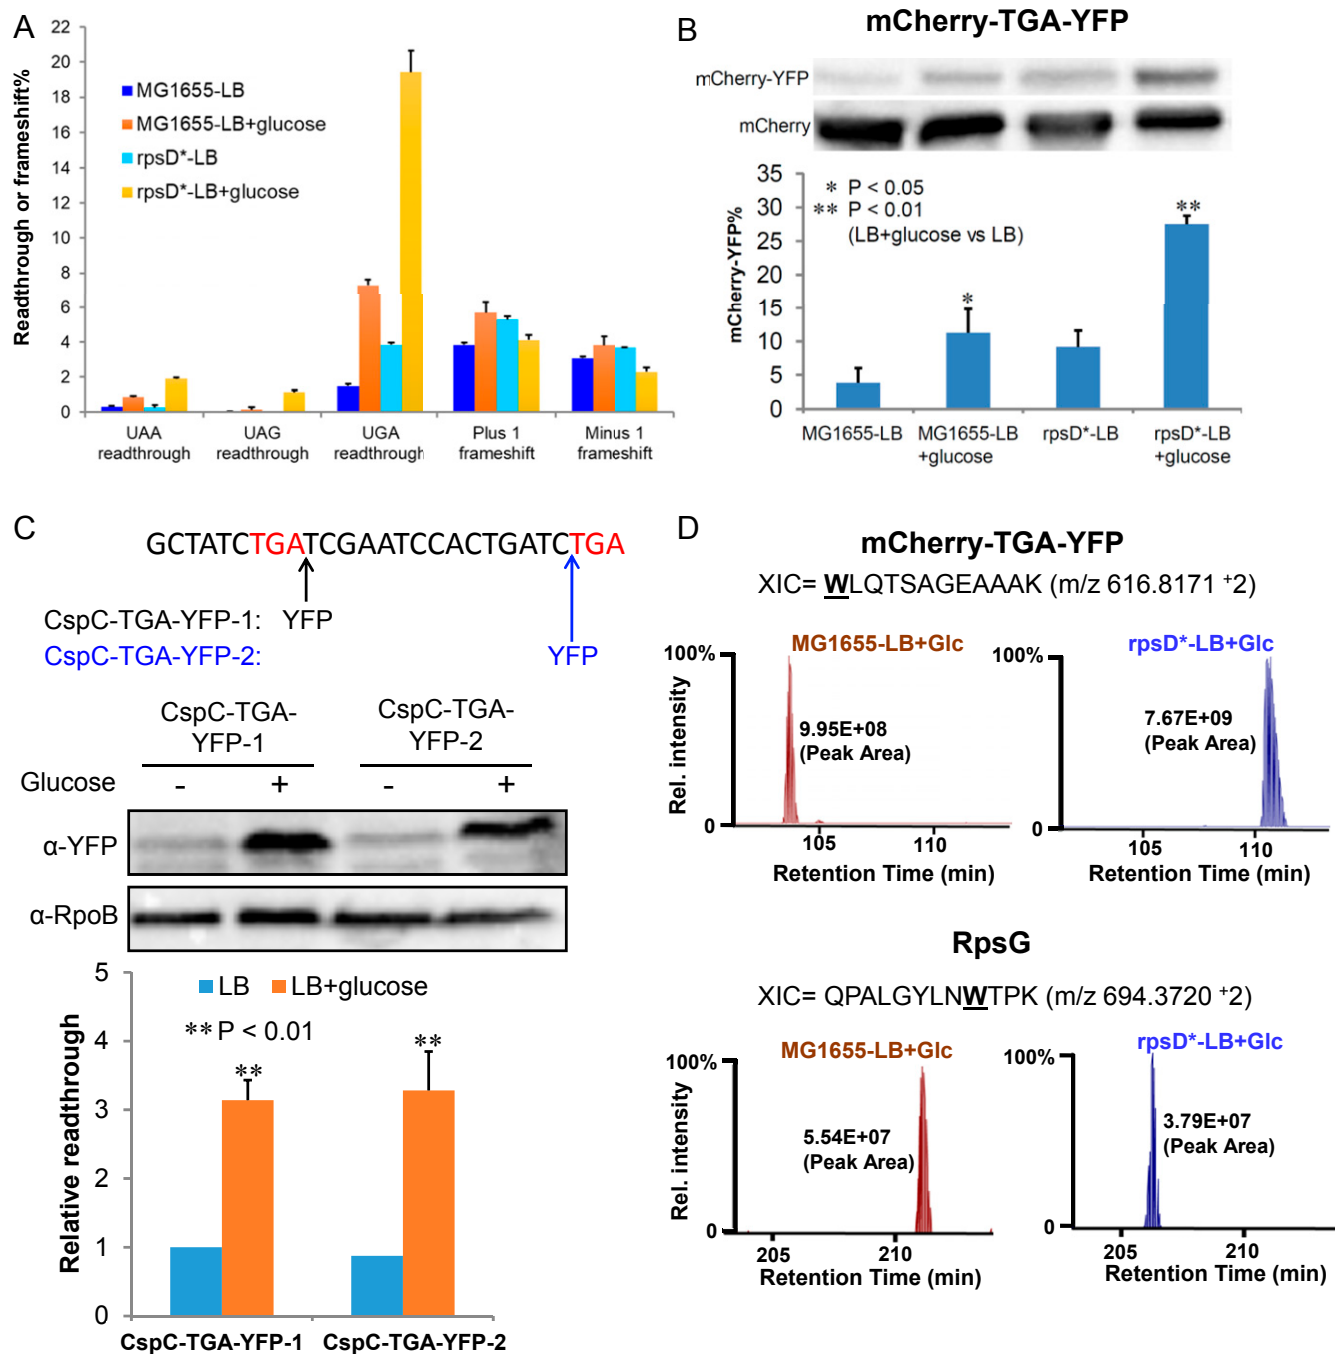 A
Readthrough or frameshift%
22
20
18
16
14
12
10
8
6
4
2
0
MG1655-LB
MG1655-LB+glucose
rpsD*-LB
rpsD*-LB+glucose
UAA readthrough
UAG readthrough
UGA readthrough
Plus 1 frameshift
Minus 1 frameshift
B
mCherry-TGA-YFP
mCherry-YFP
mCherry
mCherry-YFP%
35
30
25
20
15
10
5
0
* P < 0.05
** P < 0.01
(LB+glucose vs LB)
*
**
MG1655-LB
MG1655-LB +glucose
rpsD*-LB
rpsD*-LB +glucose
C
GCTATCTGATCGAATCCACTGATCTGA
CspC-TGA-YFP-1: YFP
CspC-TGA-YFP-2: YFP
CspC-TGA-
YFP-1
CspC-TGA-
YFP-2
Glucose - + - +
α-YFP
α-RpoB
Relative readthrough
5
4
3
2
1
0
LB LB+glucose
** P < 0.01
**
**
CspC-TGA-YFP-1 CspC-TGA-YFP-2
D
mCherry-TGA-YFP
XIC= WLQTSAGEAAAK (m/z 616.8171 +2)
MG1655-LB+Glc
100%
Rel. intensity
9.95E+08
(Peak Area)
0
105 110
Retention Time (min)
rpsD*-LB+Glc
100%
7.67E+09
(Peak Area)
0
105 110
Retention Time (min)
RpsG
XIC= QPALGYLNWTPK (m/z 694.3720 +2)
MG1655-LB+Glc
100%
Rel. intensity
5.54E+07
(Peak Area)
0
205 210
Retention Time (min)
rpsD*-LB+Glc
100%
3.79E+07
(Peak Area)
0
205 210
Retention Time (min)